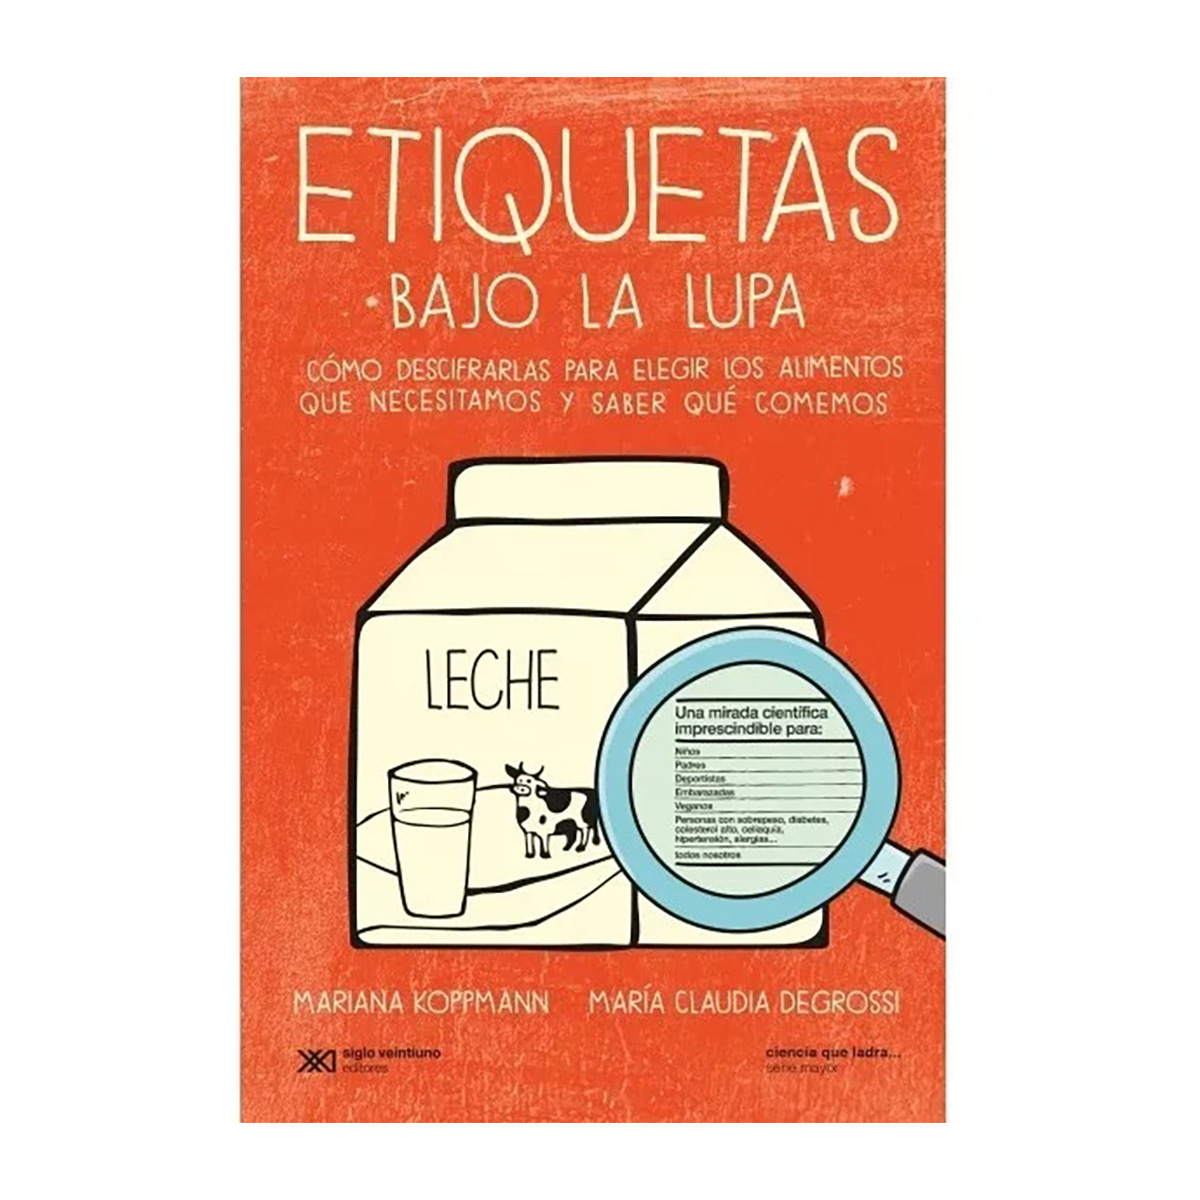 ETIQUETAS
BAJO LA LUPA
CÓMO DESCIFRARLAS PARA ELEGIR LOS ALIMENTOS
QUE NECESITAMOS Y SABER QUÉ COMEMOS
LECHE
Una mirada científica
imprescindible para:
Niños
Padres
Deportistas
Embarazadas
Veganos
Personas con sobrepeso, diabetes,
colesterol alto, celiaquía,
hipertensión, alergias...
todos nosotros
MARIANA KOPPMANN MARÍA CLAUDIA DEGROSSI
siglo veintiuno
editores
ciencia que ladra...
serie mayor